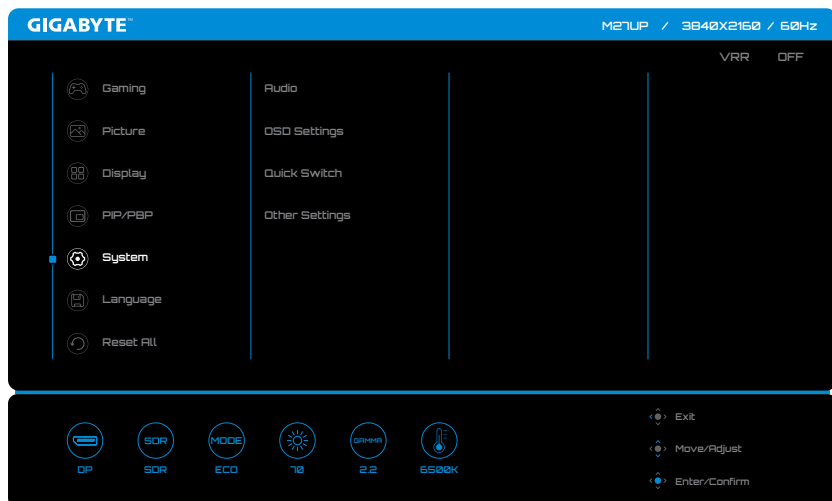 GIGABYTE™
M27UP / 3840X2160 / 60Hz
VRR OFF
Gaming
Picture
Display
PIP/PBP
System
Language
Reset All
Audio
OSD Settings
Quick Switch
Other Settings
DP
SDR
SDR
MODE
ECO
70
GAMMA
2.2
6500K
Exit
Move/Adjust
Enter/Confirm